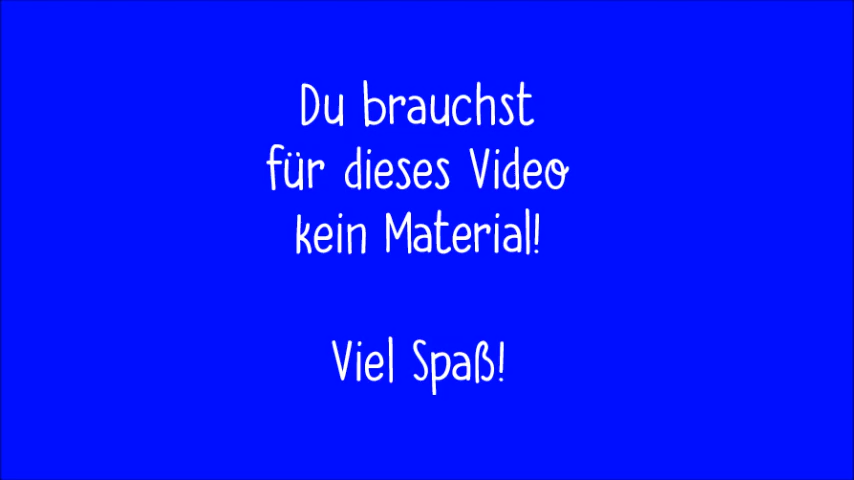 Du brauchst
für dieses Video
kein Material!
Viel Spaß!